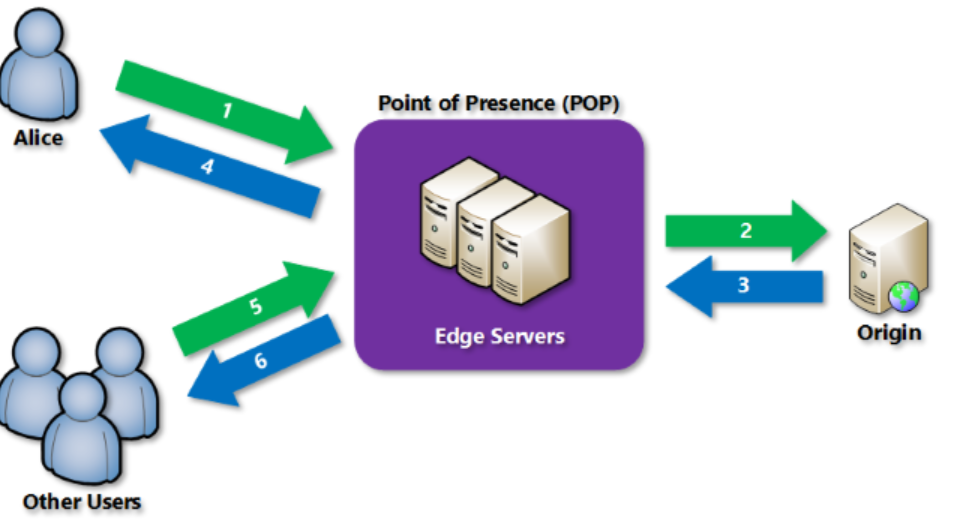 Point of Presence (POP)
1
Alice
4
2
3
5
Edge Servers
Origin
6
Other Users